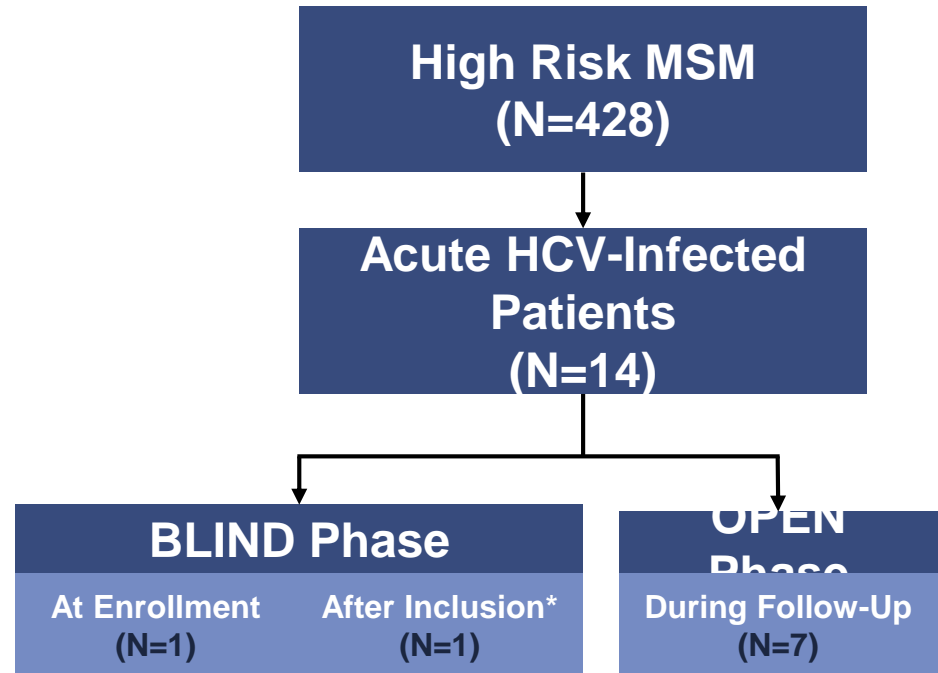 High Risk MSM
(N=428)
Acute HCV-Infected
Patients
(N=14)
BLIND Phase
OPEN
Phase
At Enrollment
(N=1)
After Inclusion*
(N=1)
During Follow-Up
(N=7)